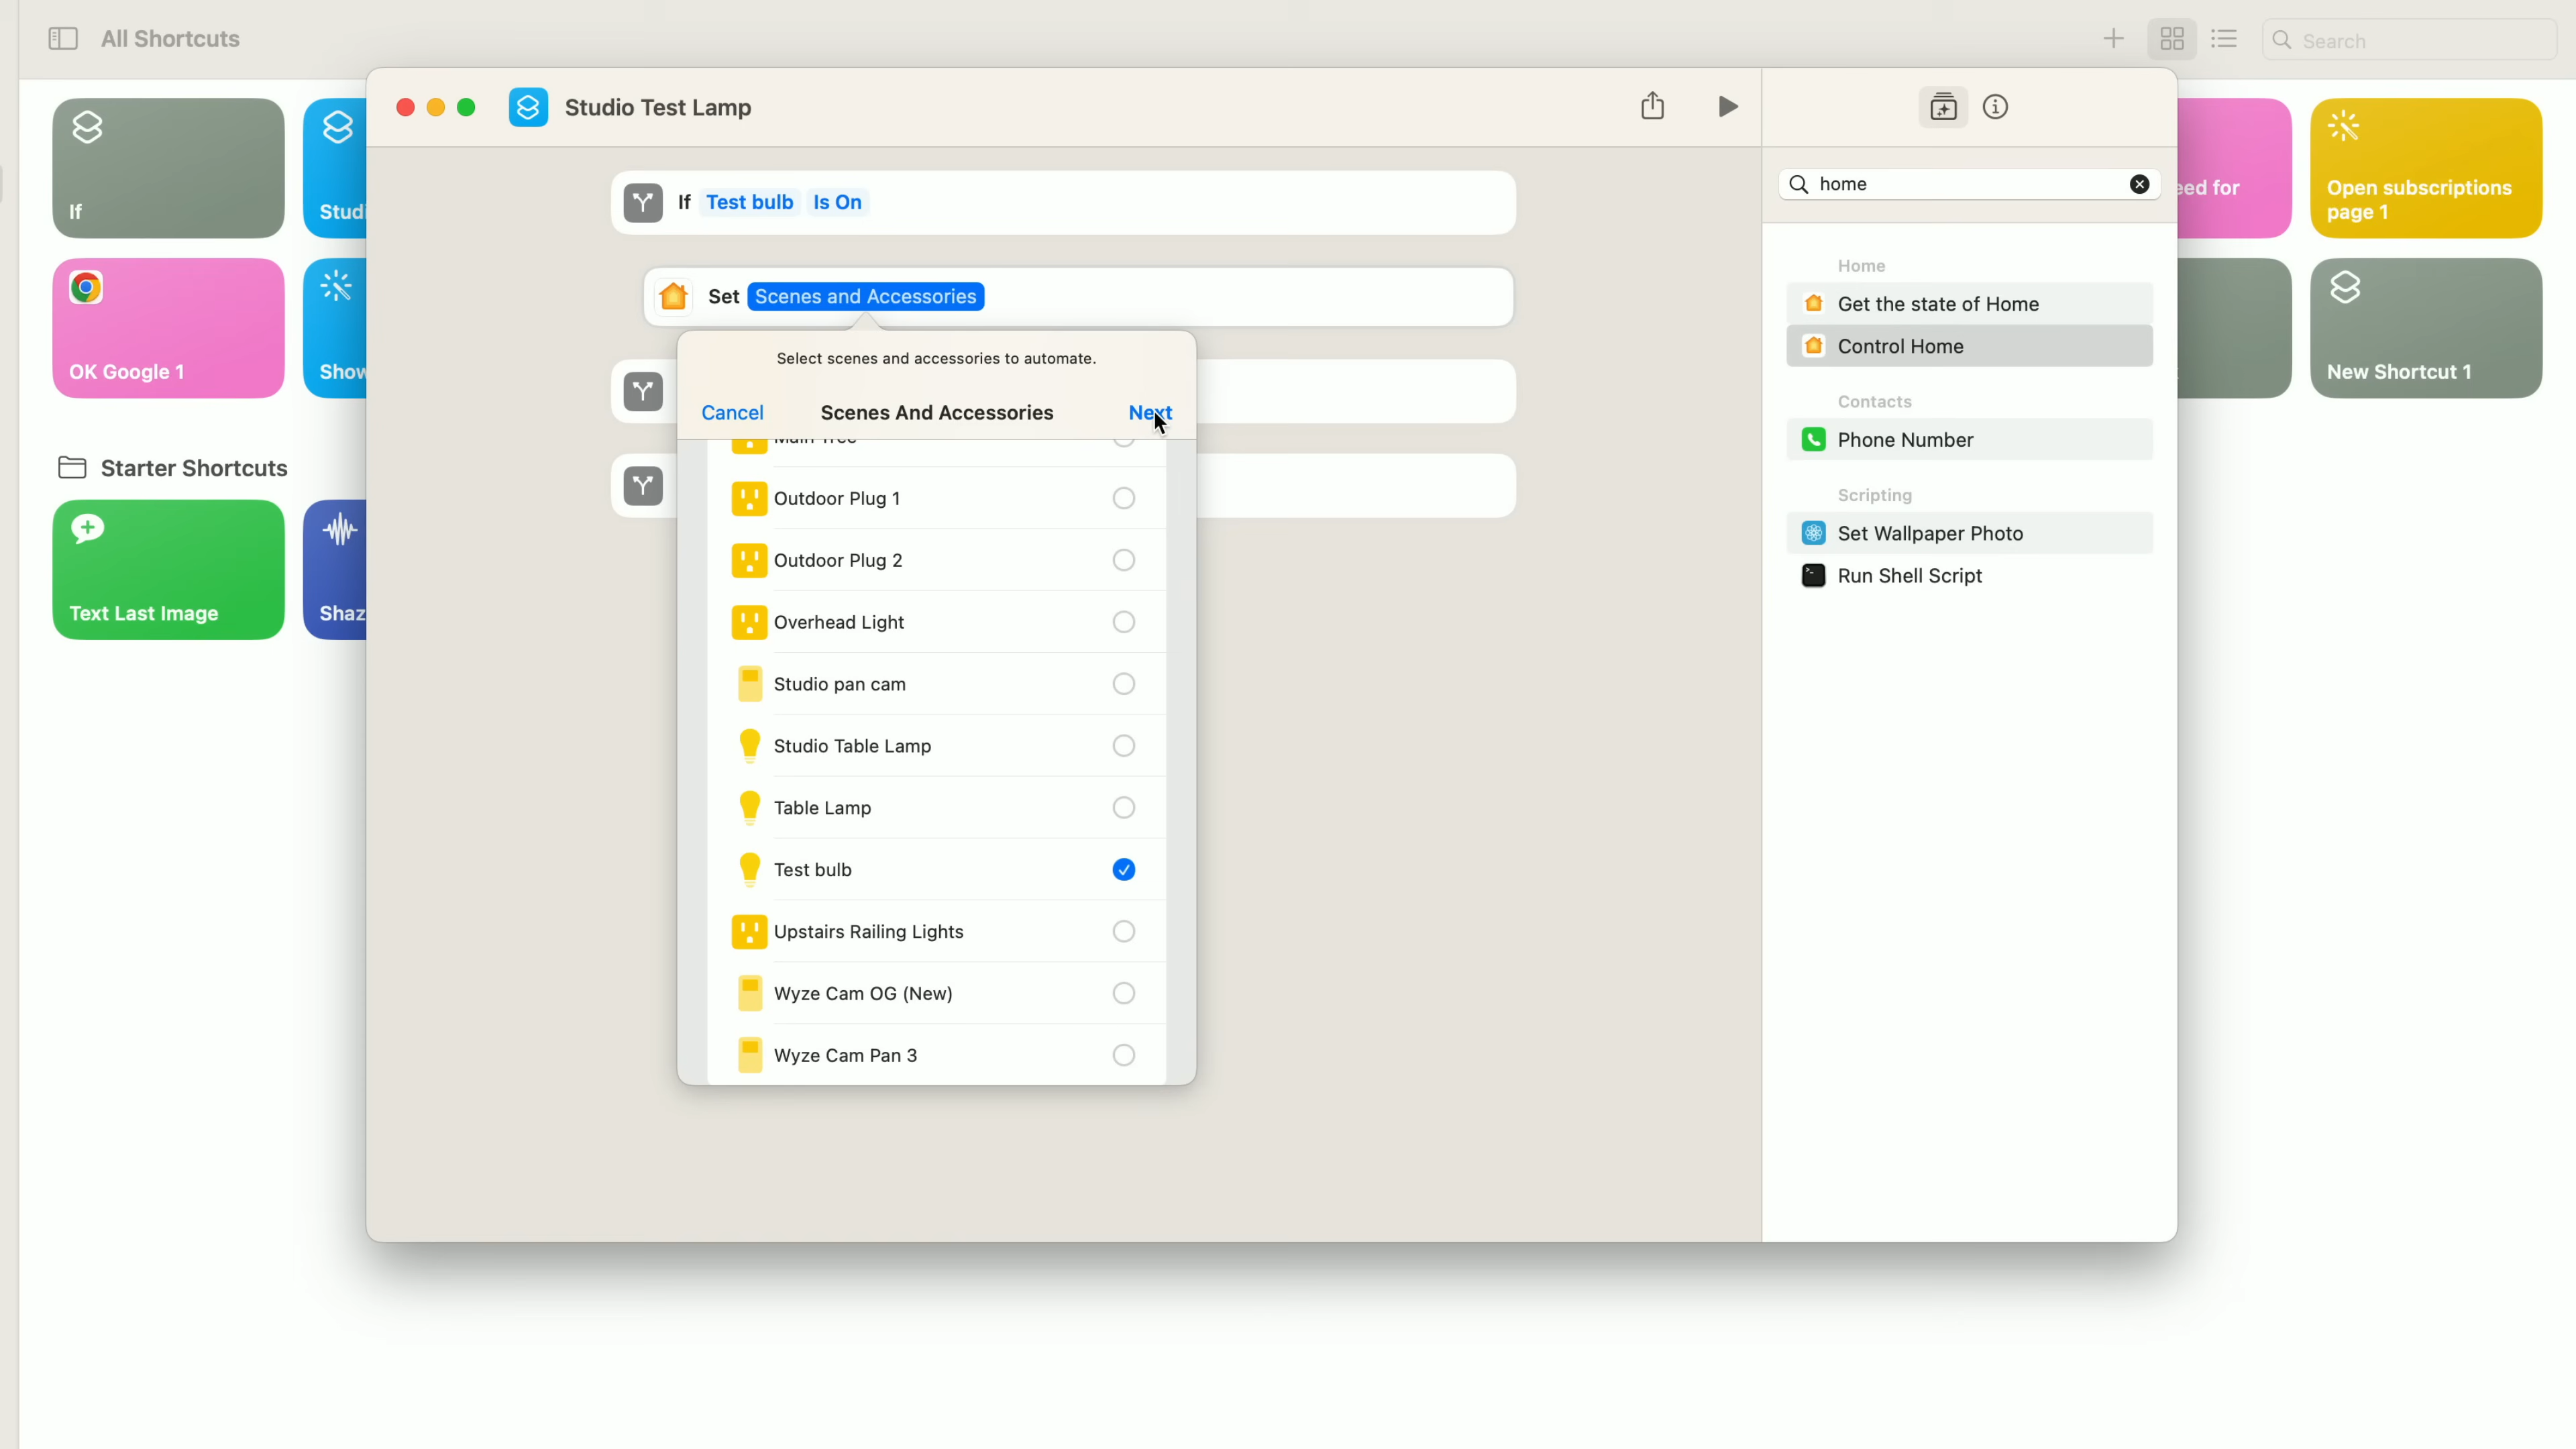 All Shortcuts
Search
If
Studi
OK Google 1
Show
Starter Shortcuts
Text Last Image
Shaz
Studio Test Lamp
If Test bulb Is On
Set Scenes and Accessories
Select scenes and accessories to automate.
Cancel Scenes And Accessories Next
Main Tree
Outdoor Plug 1
Outdoor Plug 2
Overhead Light
Studio pan cam
Studio Table Lamp
Table Lamp
Test bulb
Upstairs Railing Lights
Wyze Cam OG (New)
Wyze Cam Pan 3
home
Home
Get the state of Home
Control Home
Contacts
Phone Number
Scripting
Set Wallpaper Photo
Run Shell Script
eed for
Open subscriptions
page 1
New Shortcut 1